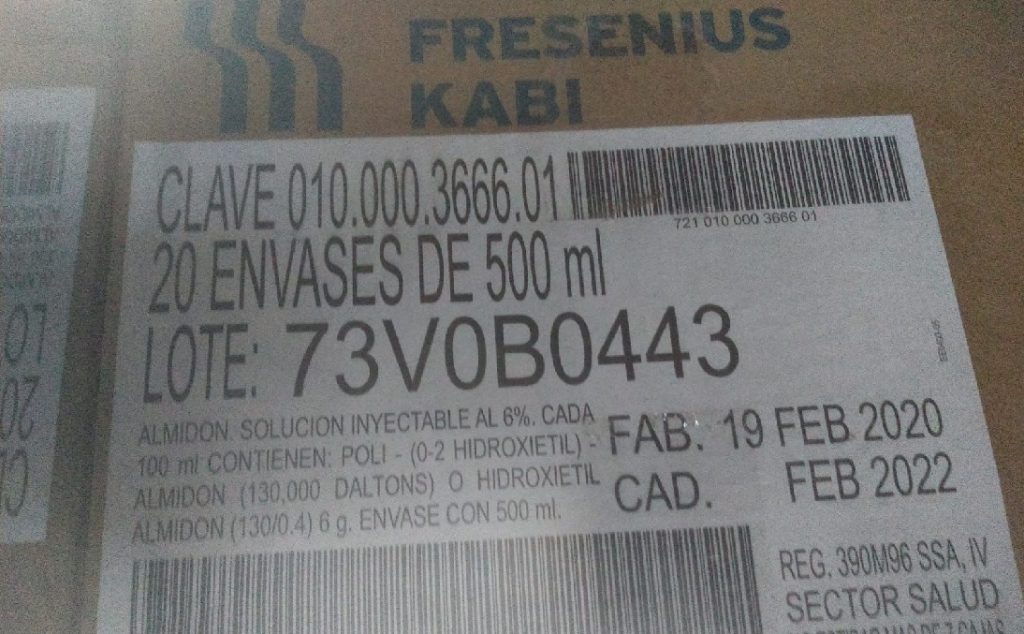 FRESENIUS
KABI
CLAVE 010.000.3666.01
721 010 000 3666 01
20 ENVASES DE 500 ml
LOTE: 73V0B0443
ALMIDON. SOLUCION INYECTABLE AL 6%. CADA
100 ml CONTIENEN: POLI - (0-2 HIDROXIETIL) -
ALMIDON (130,000 DALTONS) O HIDROXIETIL
ALMIDON (130/0.4) 6 g. ENVASE CON 500 ml.
FAB. 19 FEB 2020
CAD. FEB 2022
REG. 390M96 SSA, IV
SECTOR SALUD